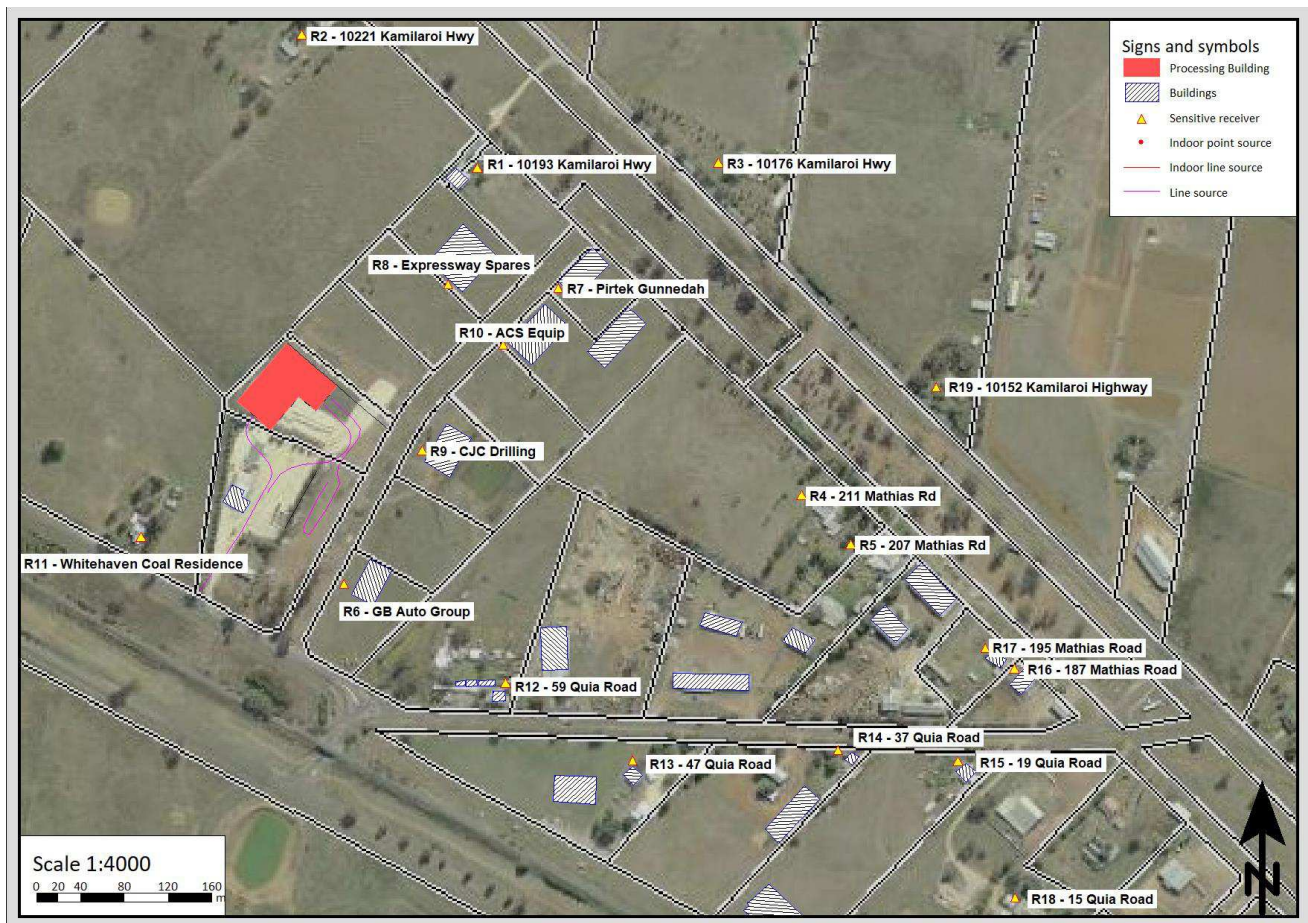 R2 - 10221 Kamilaroi Hwy
Signs and symbols
Processing Building
Buildings
Sensitive receiver
Indoor point source
Indoor line source
Line source
R1 - 10193 Kamilaroi Hwy
R3 - 10176 Kamilaroi Hwy
R8 - Expressway Spares
R7 - Pirtek Gunnedah
R10 - ACS Equip
R19 - 10152 Kamilaroi Highway
R9 - CJC Drilling
R4 - 211 Mathias Rd
R5 - 207 Mathias Rd
R11 - Whitehaven Coal Residence
R6 - GB Auto Group
R17 - 195 Mathias Road
R16 - 187 Mathias Road
R12 - 59 Quia Road
R14 - 37 Quia Road
R13 - 47 Quia Road
R15 - 19 Quia Road
R18 - 15 Quia Road
Scale 1:4000
0 20 40 80 120 160
m
N